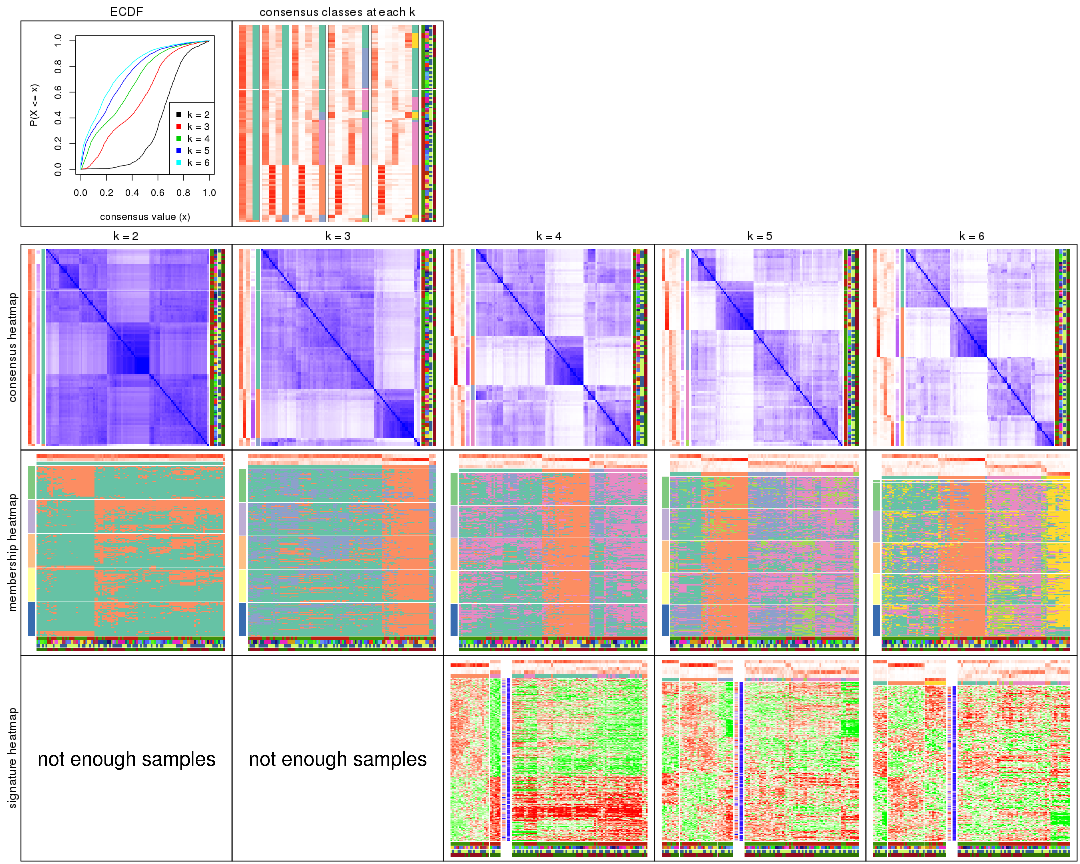 ECDF
consensus classes at each k
P(X <= x)
0.0 0.2 0.4 0.6 0.8 1.0
k = 2
k = 3
k = 4
k = 5
k = 6
0.0 0.2 0.4 0.6 0.8 1.0
consensus value (x)
k = 2
k = 3
k = 4
k = 5
k = 6
consensus heatmap
membership heatmap
signature heatmap
not enough samples
not enough samples